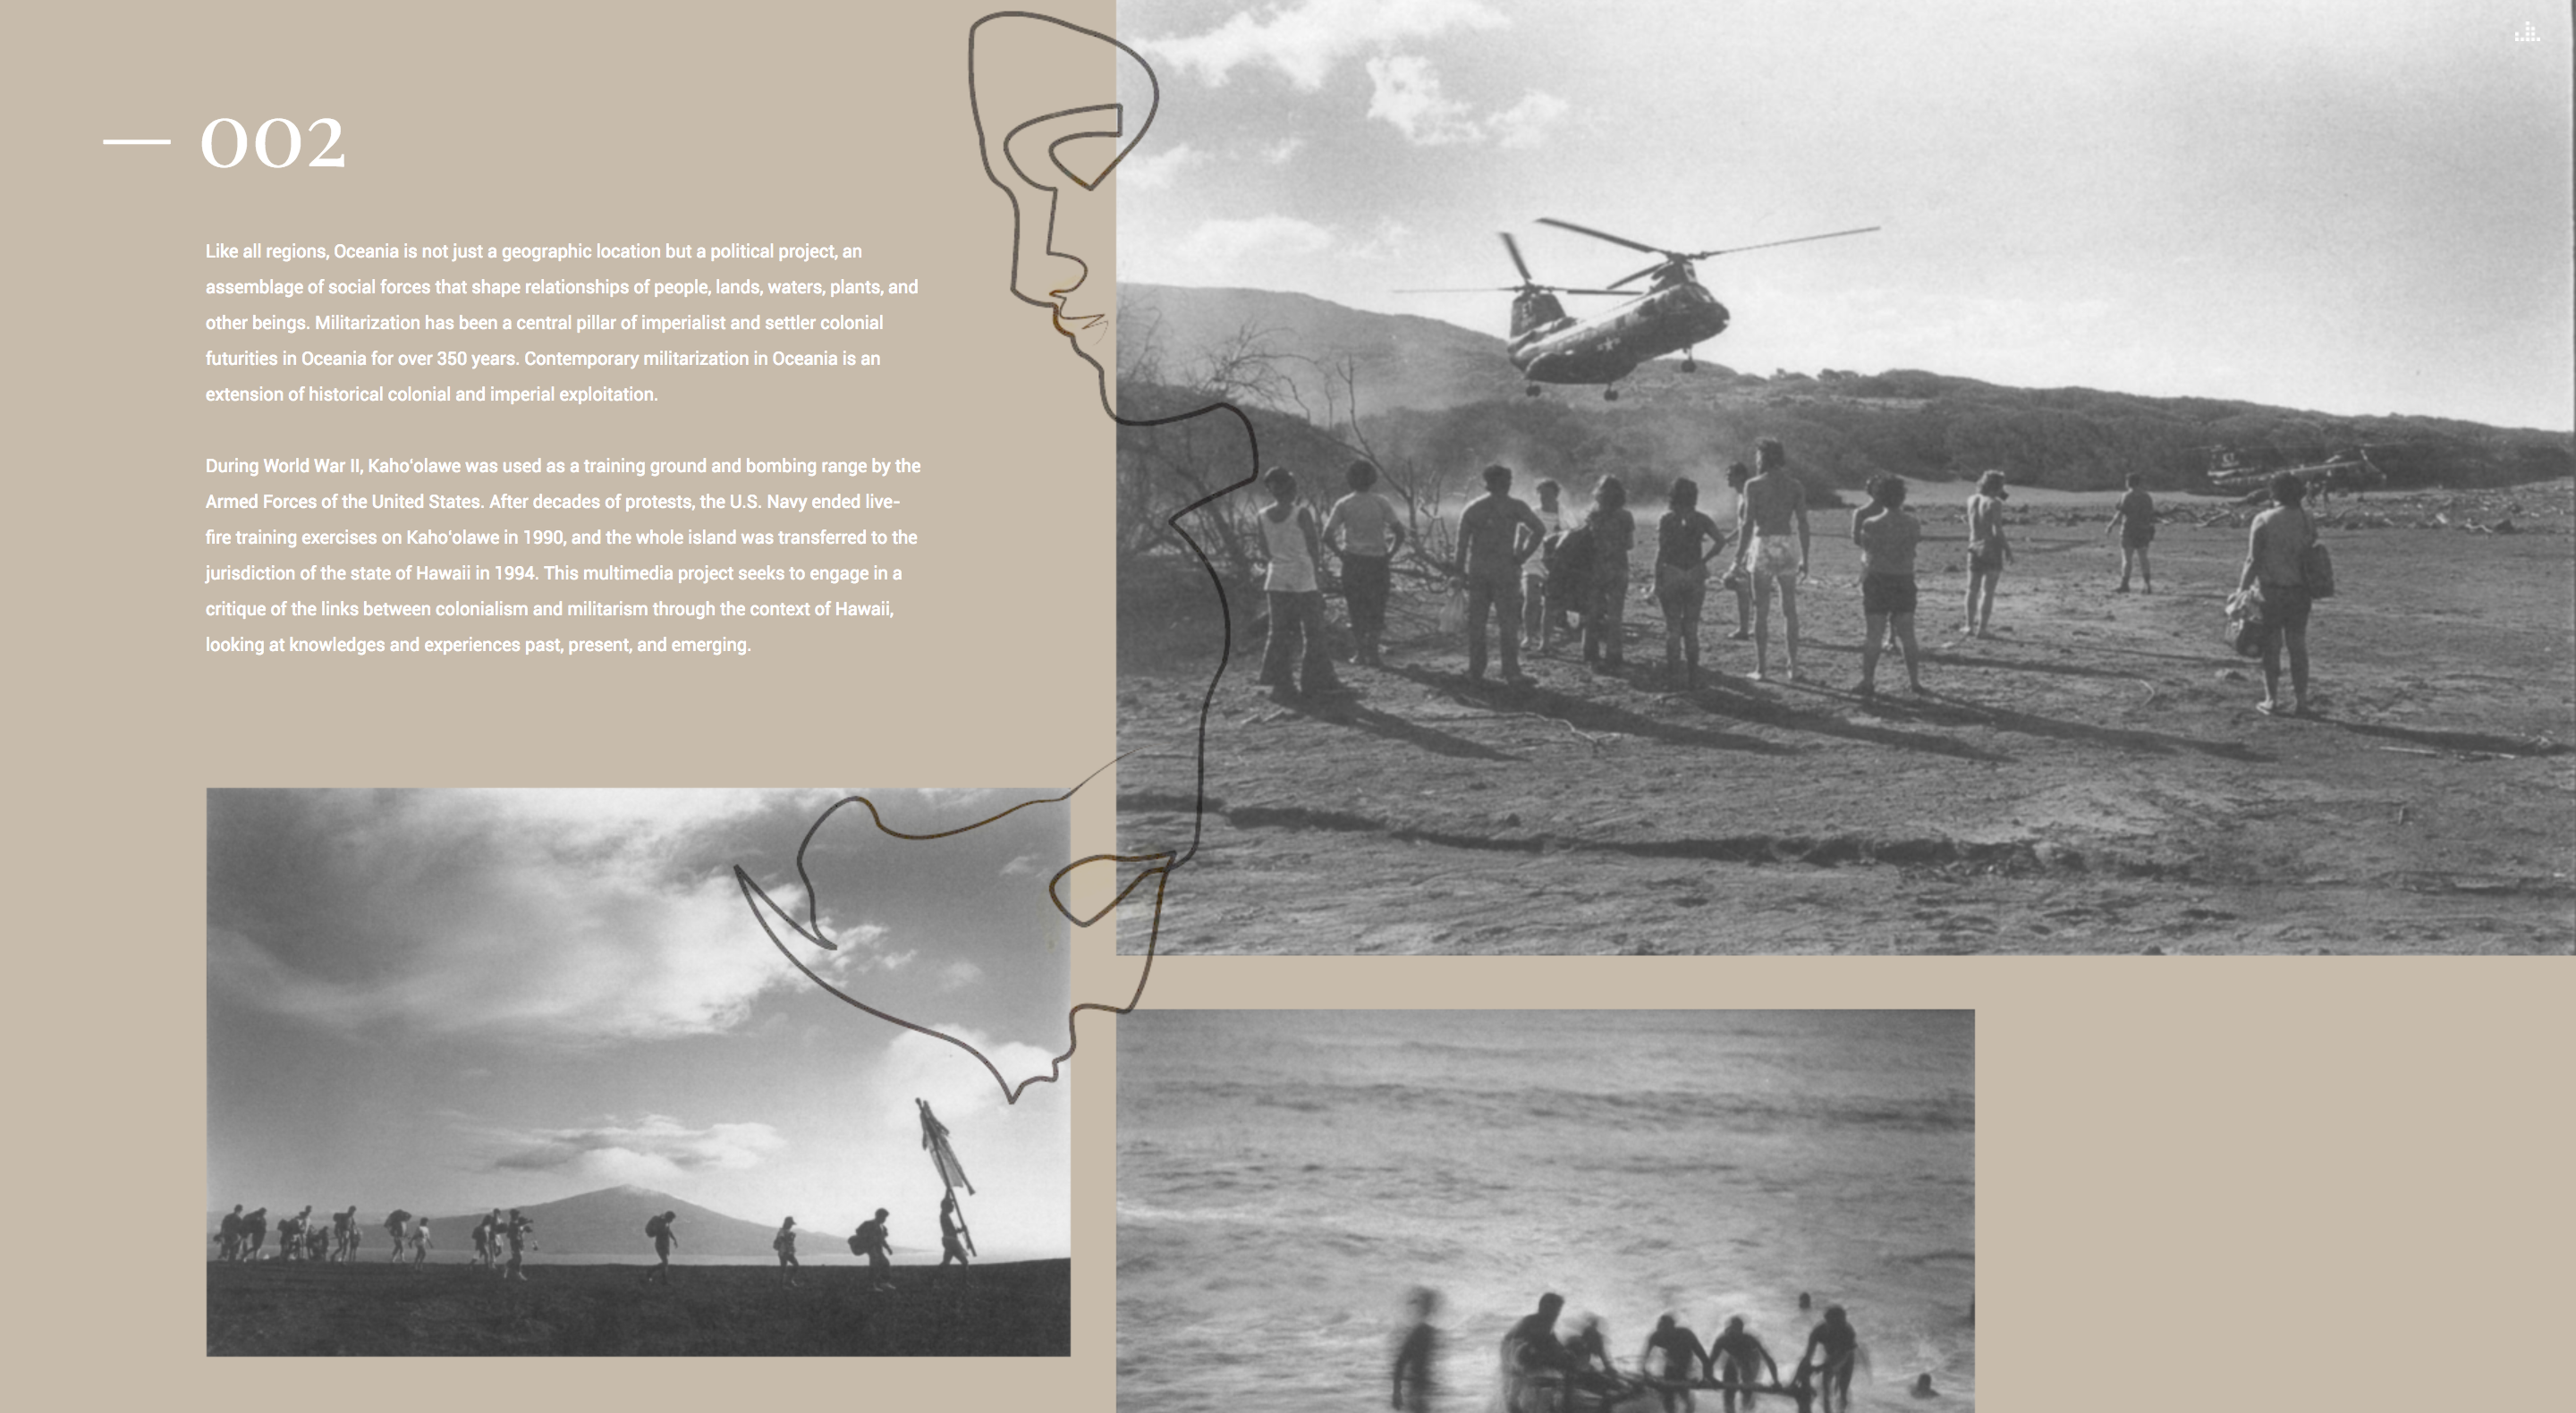 — 002
Like all regions, Oceania is not just a geographic location but a political project, an
assemblage of social forces that shape relationships of people, lands, waters, plants, and
other beings. Militarization has been a central pillar of imperialist and settler colonial
futurities in Oceania for over 350 years. Contemporary militarization in Oceania is an
extension of historical colonial and imperial exploitation.
During World War II, Kahoʻolawe was used as a training ground and bombing range by the
Armed Forces of the United States. After decades of protests, the U.S. Navy ended live-
fire training exercises on Kahoʻolawe in 1990, and the whole island was transferred to the
jurisdiction of the state of Hawaii in 1994. This multimedia project seeks to engage in a
critique of the links between colonialism and militarism through the context of Hawaii,
looking at knowledges and experiences past, present, and emerging.